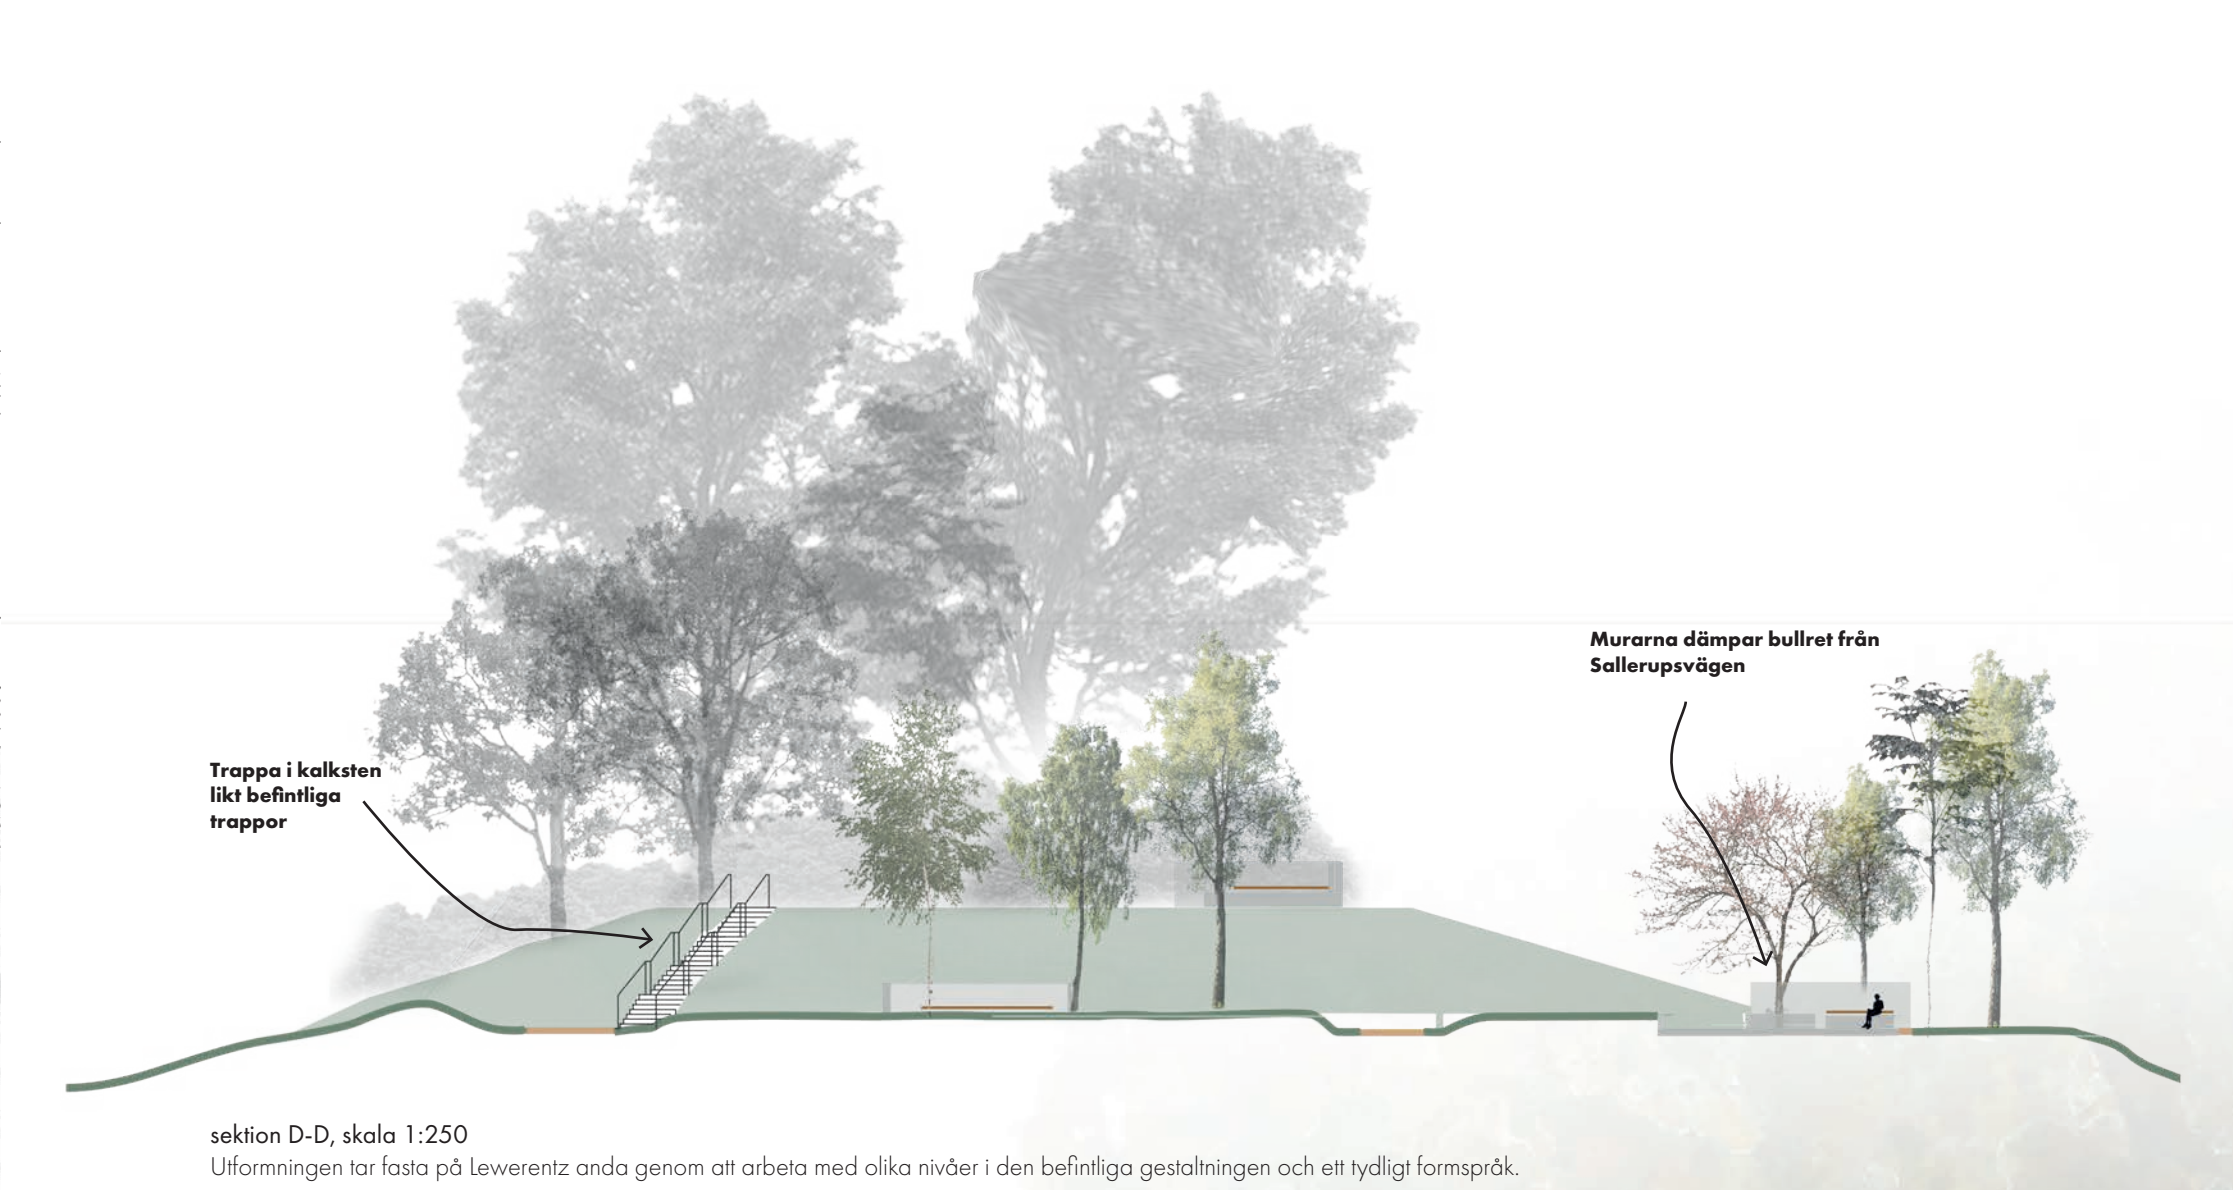 Murarna dämpar bullret från
Sallerupsvägen
Trappa i kalksten
likt befintliga
trappor
sektion D-D, skala 1:250
Utformningen tar fasta på Lewerentz anda genom att arbeta med olika nivåer i den befintliga gestaltningen och ett tydligt formspråk.